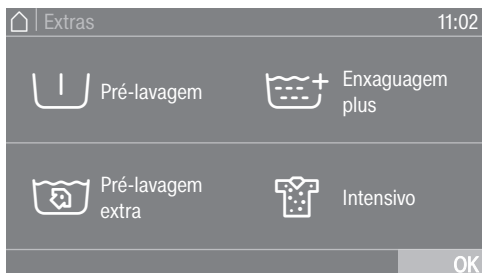 Extras
11:02
Pré-lavagem
Enxaguagem
plus
Pré-lavagem
extra
Intensivo
OK